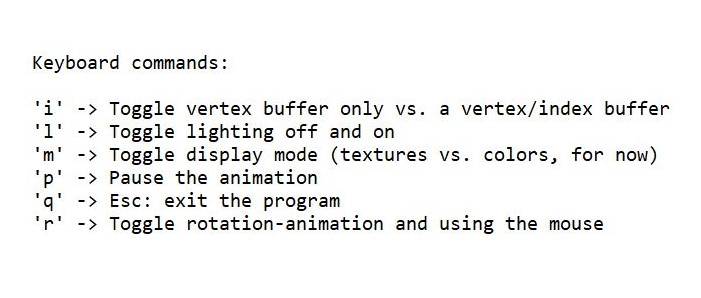 Keyboard commands:
'i' -> Toggle vertex buffer only vs. a vertex/index buffer
'l' -> Toggle lighting off and on
'm' -> Toggle display mode (textures vs. colors, for now)
'p' -> Pause the animation
'q' -> Esc: exit the program
'r' -> Toggle rotation-animation and using the mouse